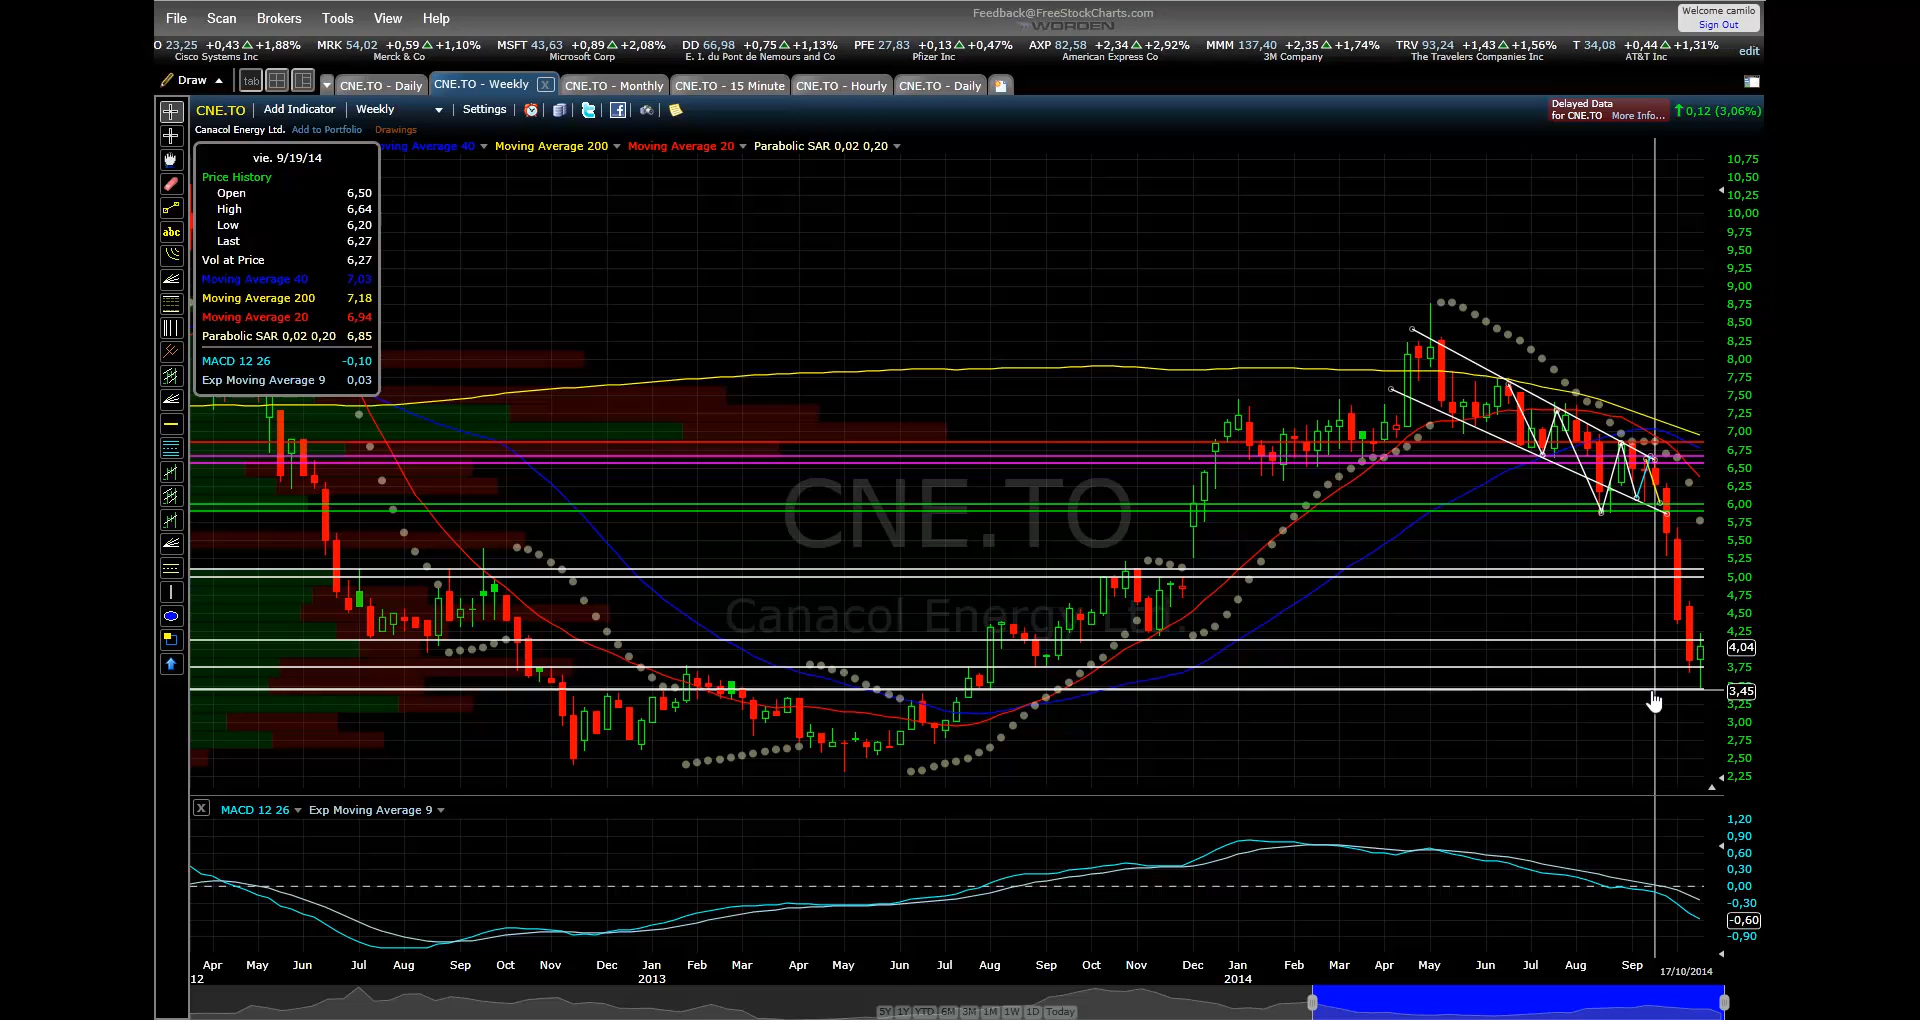 File Scan Brokers Tools View Help
Feedback@FreeStockCharts.com
WORDEN
Welcome camilo
Sign Out
O 23,25 +0,43 +1,88% MRK 54,02 +0,59 +1,10% MSFT 43,63 +0,89 +2,08% DD 66,98 +0,75 +1,13% PFE 27,83 +0,13 +0,47% AXP 82,58 +2,34 +2,92% MMM 137,40 +2,35 +1,74% TRV 93,24 +1,43 +1,56% T 34,08 +0,44 +1,31% edit
Cisco Systems Inc Merck & Co Microsoft Corp E. I. du Pont de Nemours and Co Pfizer Inc American Express Co 3M Company The Travelers Companies Inc AT&T Inc
Draw tab CNE.TO - Daily CNE.TO - Weekly X CNE.TO - Monthly CNE.TO - 15 Minute CNE.TO - Hourly CNE.TO - Daily
CNE.TO Add Indicator Weekly Settings
Delayed Data
for CNE.TO More Info...
0,12 (3,06%)
Canacol Energy Ltd. Add to Portfolio Drawings
Moving Average 40 Moving Average 200 Moving Average 20 Parabolic SAR 0,02 0,20
vie. 9/19/14
Price History
Open 6,50
High 6,64
Low 6,20
Last 6,27
Vol at Price 6,27
Moving Average 40 7,03
Moving Average 200 7,18
Moving Average 20 6,94
Parabolic SAR 0,02 0,20 6,85
MACD 12 26 -0,10
Exp Moving Average 9 0,03
abc
CNE.TO
Canacol Energy Ltd.
10,75
10,50
10,25
10,00
9,75
9,50
9,25
9,00
8,75
8,50
8,25
8,00
7,75
7,50
7,25
7,00
6,75
6,50
6,25
6,00
5,75
5,50
5,25
5,00
4,75
4,50
4,25
4,04
3,75
3,45
3,25
3,00
2,75
2,50
2,25
X MACD 12 26 Exp Moving Average 9
1,20
0,90
0,60
0,30
0,00
-0,30
-0,60
-0,90
Apr May Jun Jul Aug Sep Oct Nov Dec Jan Feb Mar Apr May Jun Jul Aug Sep Oct Nov Dec Jan Feb Mar Apr May Jun Jul Aug Sep 17/10/2014
12 2013 2014
5Y 1Y YTD 6M 3M 1M 1W 1D Today